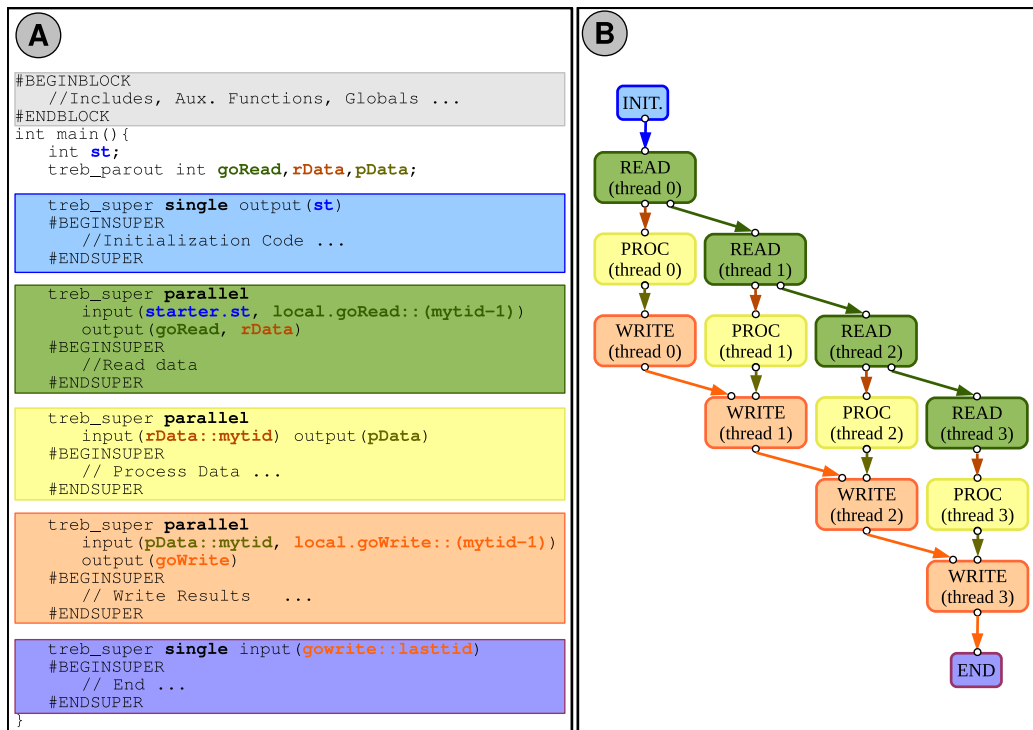 A
#BEGINBLOCK
//Includes, Aux. Functions, Globals ...
#ENDBLOCK
int main(){
int st;
treb_parout int goRead,rData,pData;
treb_super single output(st)
#BEGINSUPER
//Initialization Code ...
#ENDSUPER
treb_super parallel
input(starter.st, local.goRead::(mytid-1))
output(goRead, rData)
#BEGINSUPER
//Read data
#ENDSUPER
treb_super parallel
input(rData::mytid) output(pData)
#BEGINSUPER
// Process Data ...
#ENDSUPER
treb_super parallel
input(pData::mytid, local.goWrite::(mytid-1))
output(goWrite)
#BEGINSUPER
// Write Results ...
#ENDSUPER
treb_super single input(gowrite::lasttid)
#BEGINSUPER
// End ...
#ENDSUPER
}
B
INIT.
READ
(thread 0)
PROC
(thread 0)
READ
(thread 1)
WRITE
(thread 0)
PROC
(thread 1)
READ
(thread 2)
WRITE
(thread 1)
PROC
(thread 2)
READ
(thread 3)
WRITE
(thread 2)
PROC
(thread 3)
WRITE
(thread 3)
END